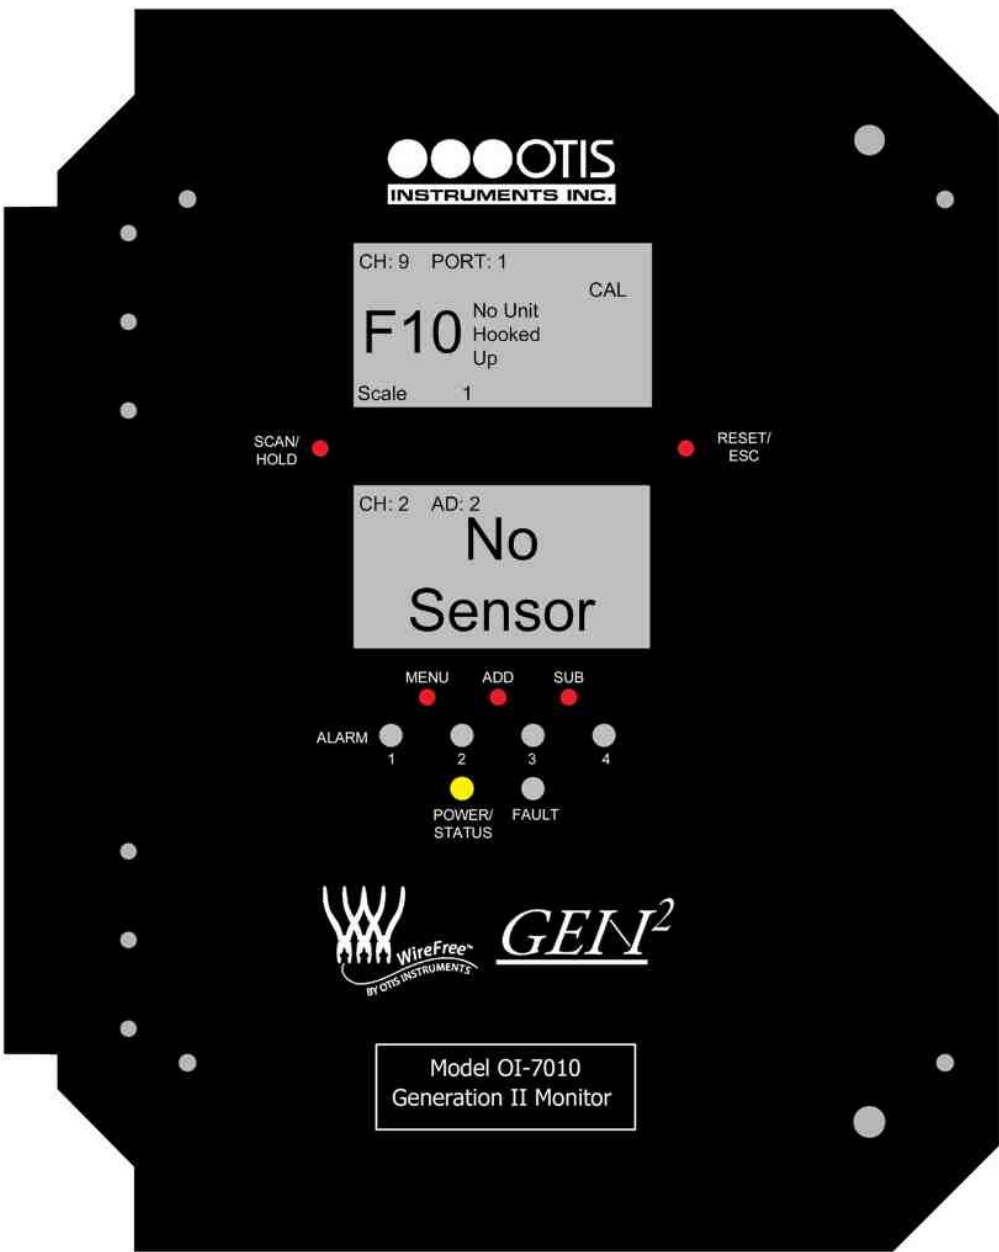 OTIS
INSTRUMENTS INC.
CH: 9 PORT: 1
CAL
F10
No Unit
Hooked
Up
Scale 1
SCAN/
HOLD
RESET/
ESC
CH: 2 AD: 2
No
Sensor
MENU ADD SUB
ALARM
1 2 3 4
POWER/
STATUS
FAULT
WireFree™
BY OTIS INSTRUMENTS
GEN²
Model OI-7010
Generation II Monitor